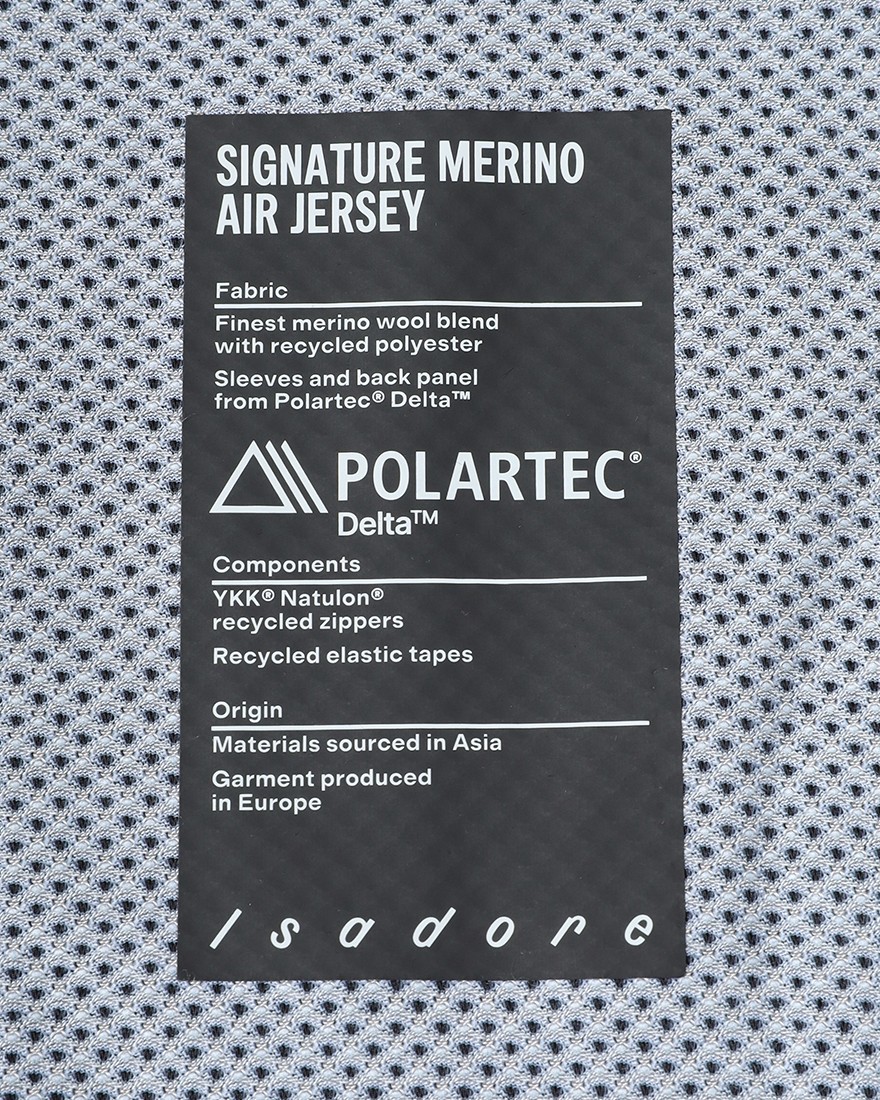 SIGNATURE MERINO
AIR JERSEY
Fabric
Finest merino wool blend
with recycled polyester
Sleeves and back panel
from Polartec® Delta™
POLARTEC®
Delta™
Components
YKK® Natulon®
recycled zippers
Recycled elastic tapes
Origin
Materials sourced in Asia
Garment produced
in Europe
Isadore